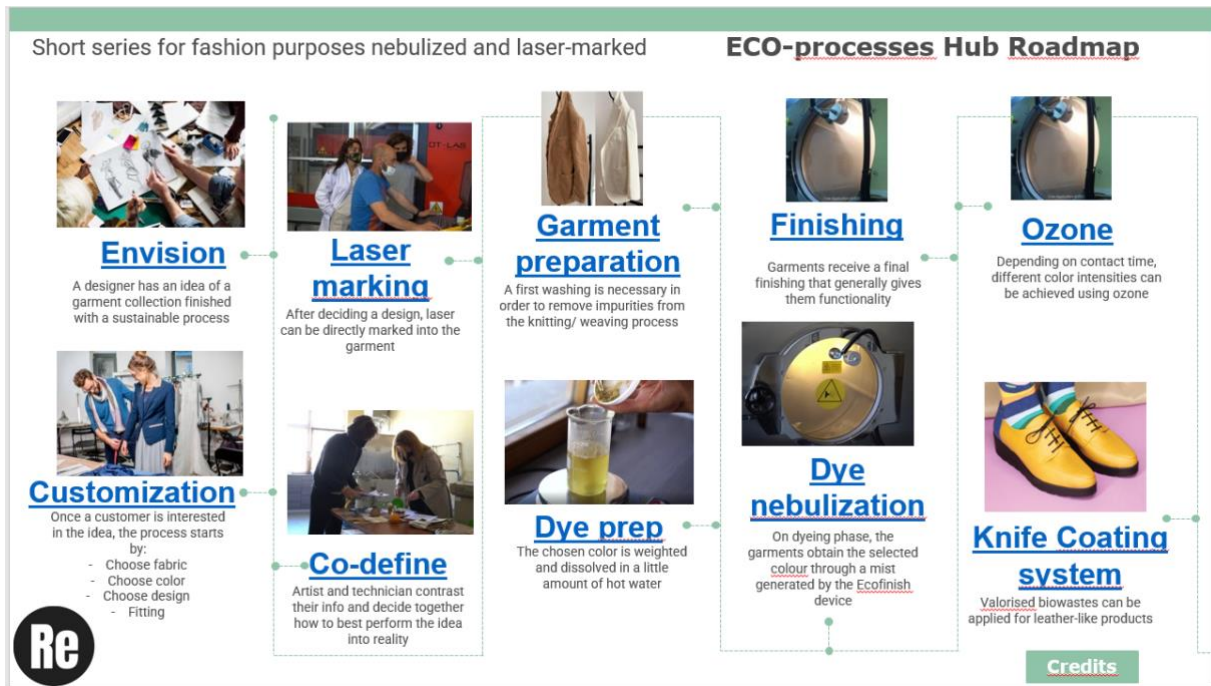 Short series for fashion purposes nebulized and laser-marked
ECO-processes Hub Roadmap
Envision
A designer has an idea of a
garment collection finished
with a sustainable process
Customization
Once a customer is interested
in the idea, the process starts
by:
- Choose fabric
- Choose color
- Choose design
- Fitting
OT-LAB
Laser
marking
After deciding a design, laser
can be directly marked into the
garment
Co-define
Artist and technician contrast
their info and decide together
how to best perform the idea
into reality
Garment
preparation
A first washing is necessary in
order to remove impurities from
the knitting/ weaving process
Dye prep
The chosen color is weighted
and dissolved in a little
amount of hot water
Finishing
Garments receive a final
finishing that generally gives
them functionality
Dye
nebulization
On dyeing phase, the
garments obtain the selected
colour through a mist
generated by the Ecofinish
device
Ozone
Depending on contact time,
different color intensities can
be achieved using ozone
Knife Coating
system
Valorised biowastes can be
applied for leather-like products
Re
Credits